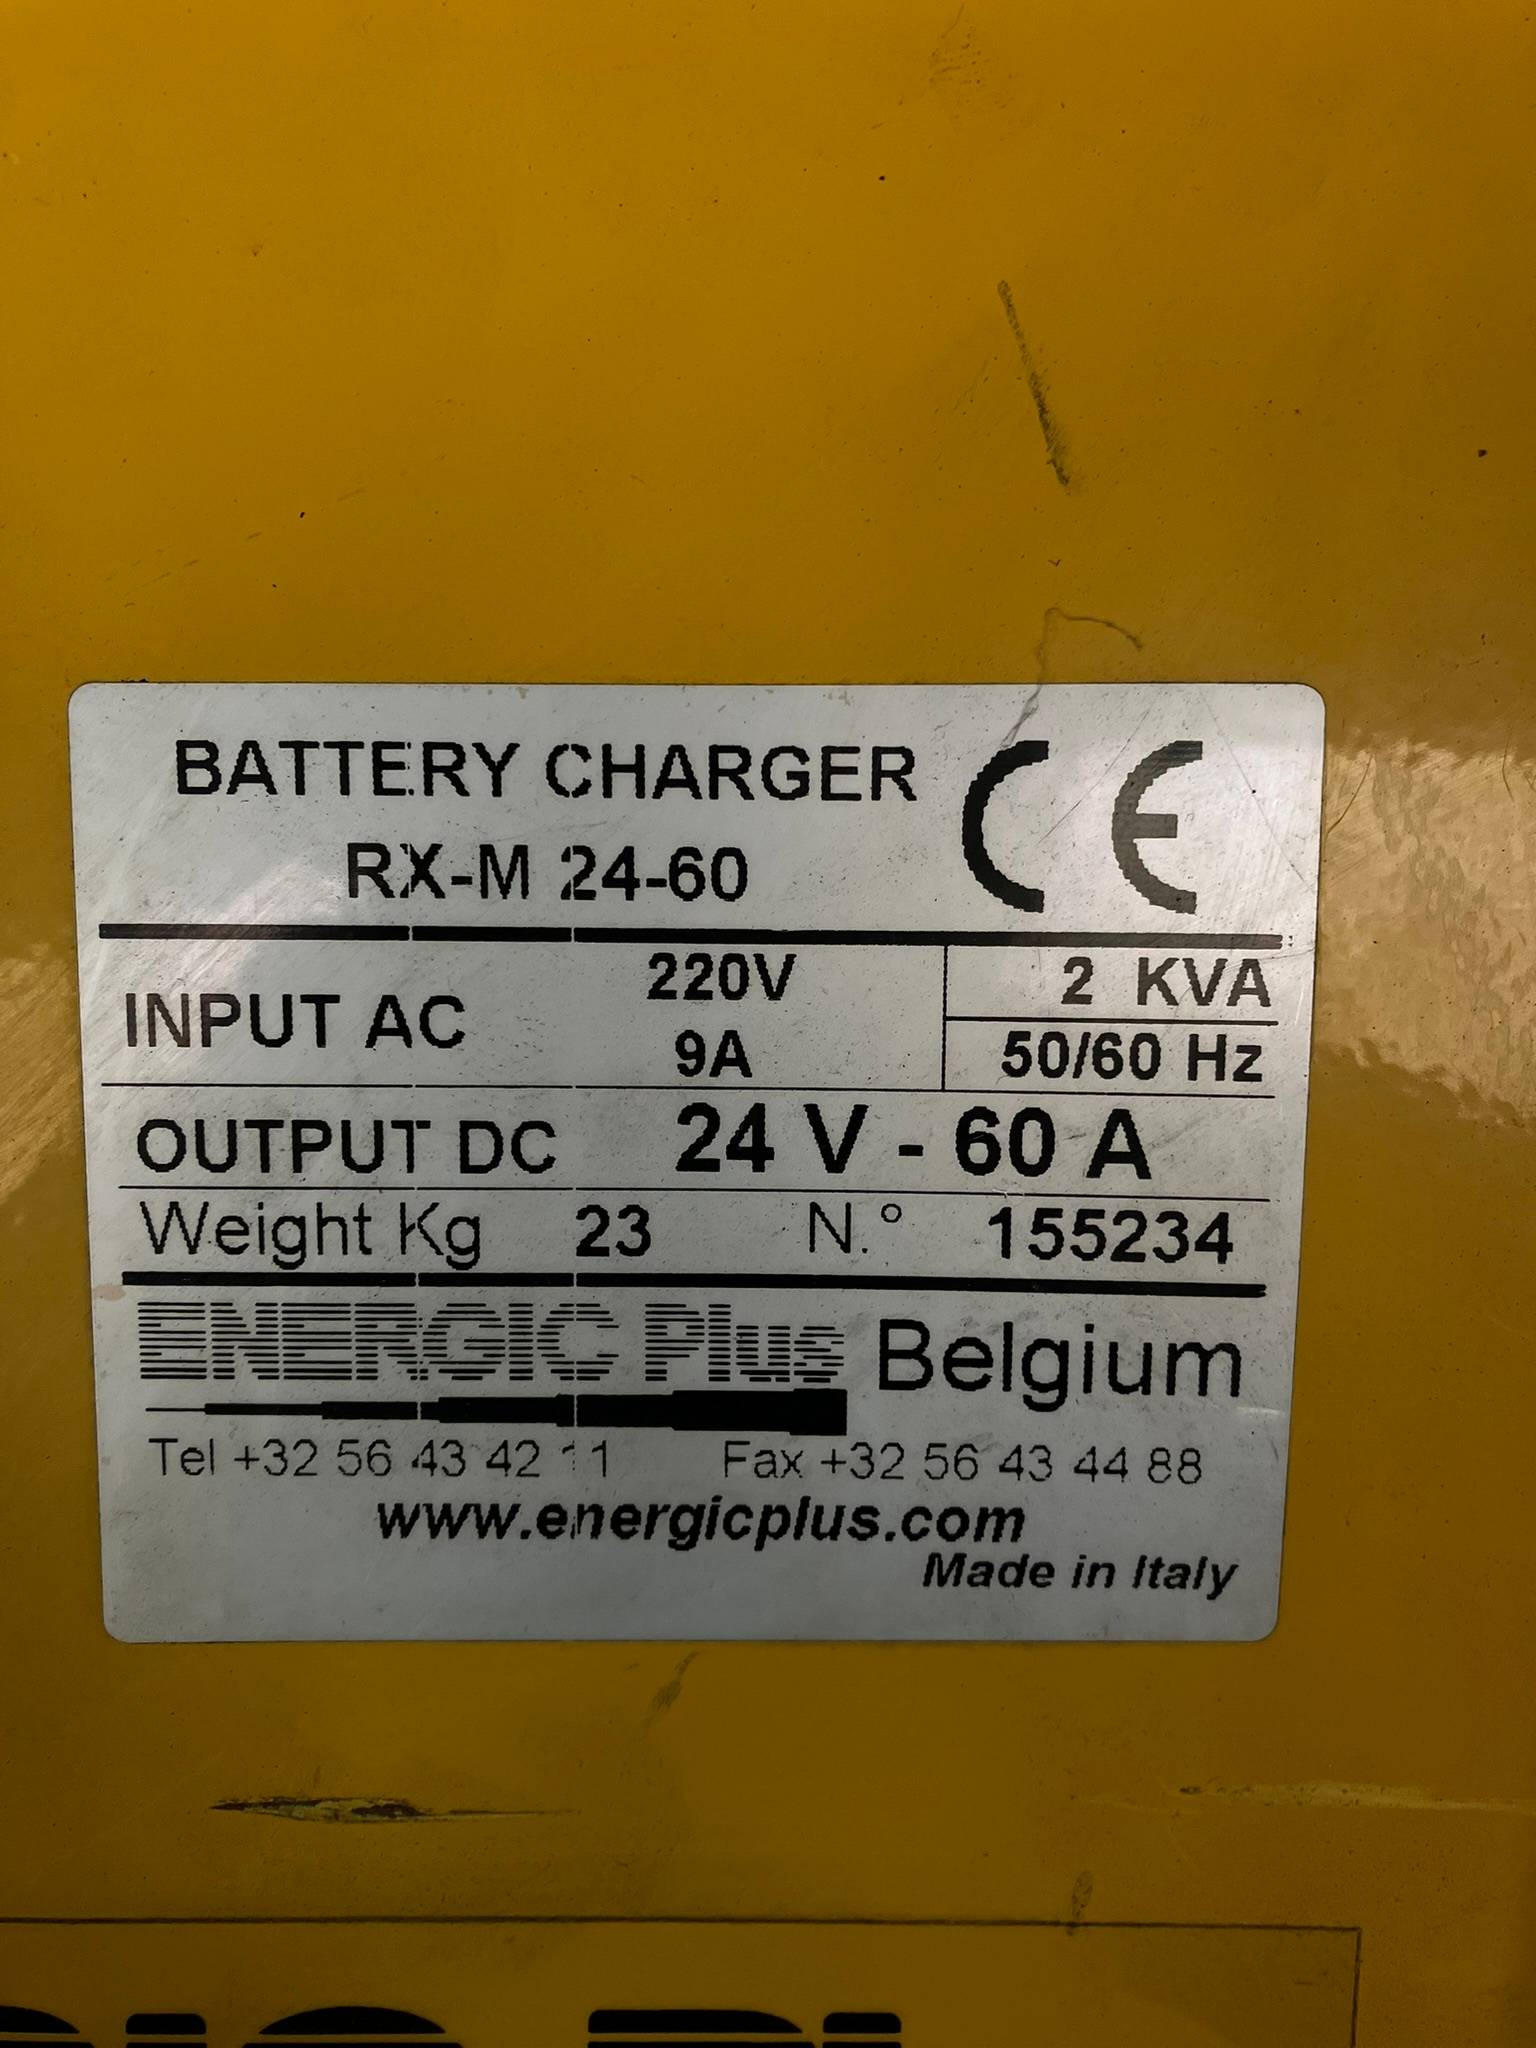 BATTERY CHARGER CE
RX-M 24-60
INPUT AC 220V 2 KVA
9A 50/60 Hz
OUTPUT DC 24 V - 60 A
Weight Kg 23 N.° 155234
ENERGIC Plus Belgium
Tel +32 56 43 42 11 Fax +32 56 43 44 88
www.energicplus.com
Made in Italy